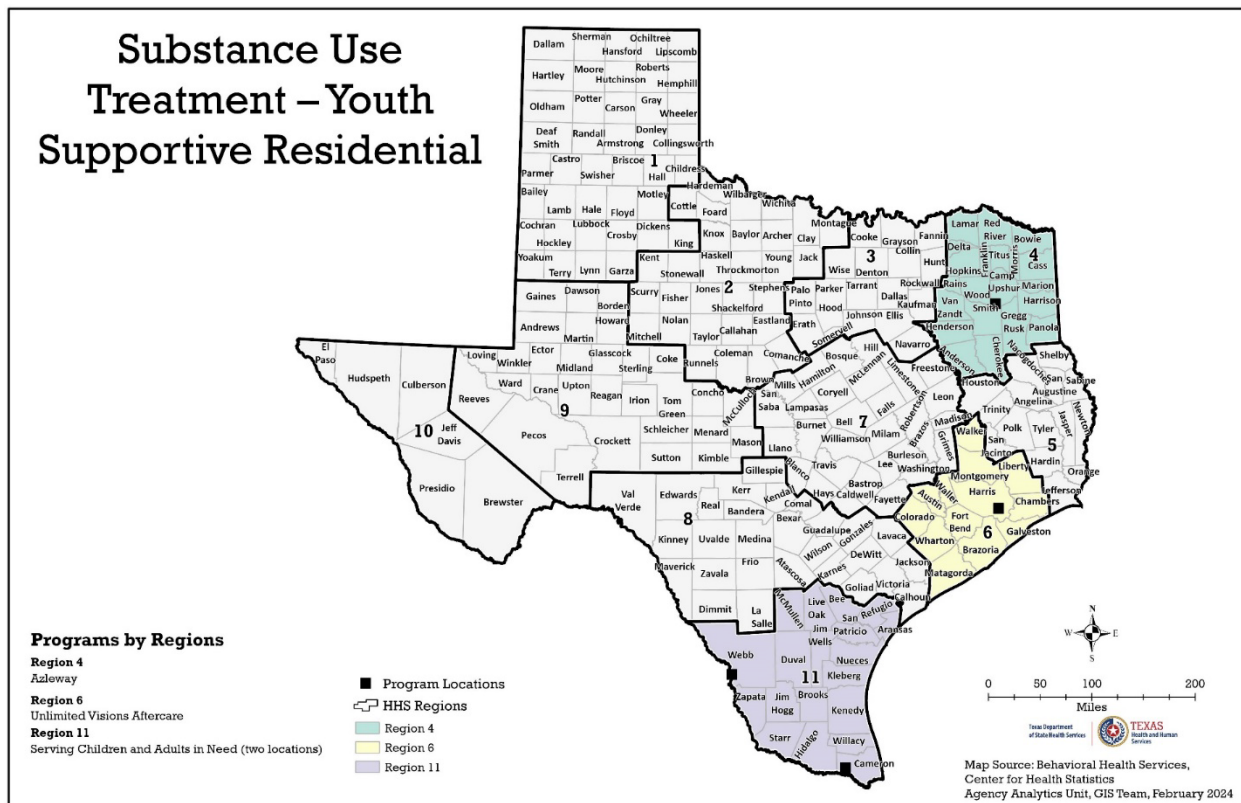 Substance Use
Treatment – Youth
Supportive Residential
Dallam
Sherman
Hansford
Ochiltree
Lipscomb
Hartley
Moore
Hutchinson
Roberts
Hemphill
Oldham
Potter
Carson
Gray
Wheeler
Deaf
Smith
Randall
Armstrong
Donley
Collingsworth
Parmer
Castro
Swisher
Briscoe
1
Hall
Childress
Bailey
Lamb
Hale
Floyd
Motley
Cottle
Hardeman
Wilbarger
Foard
Wichita
Cochran
Hockley
Lubbock
Crosby
Dickens
King
Knox
Baylor
Archer
Clay
Montague
Yoakum
Terry
Lynn
Garza
Kent
Stonewall
Haskell
Throckmorton
Young
Jack
2
Gaines
Dawson
Borden
Scurry
Fisher
Jones
Shackelford
Stephens
Andrews
Martin
Howard
Mitchell
Nolan
Taylor
Callahan
Eastland
Coleman
Comanche
Brown
Runnels
Cooke
Grayson
Fannin
3
Wise
Denton
Collin
Hunt
Palo
Pinto
Parker
Tarrant
Dallas
Rockwall
Kaufman
Hood
Johnson
Ellis
Erath
Somervell
Navarro
Lamar
Red
River
Bowie
Delta
Franklin
Titus
Morris
4
Cass
Hopkins
Camp
Rains
Wood
Upshur
Marion
Harrison
Van
Zandt
Smith
Gregg
Henderson
Rusk
Panola
Anderson
Cherokee
Nacogdoches
Shelby
Houston
San
Augustine
Sabine
Angelina
Trinity
Polk
Tyler
Jasper
Newton
5
San
Jacinto
Hardin
Orange
Jefferson
El
Paso
Hudspeth
Culberson
10
Jeff
Davis
Presidio
Brewster
Loving
Winkler
Ector
Midland
Glasscock
Sterling
Coke
Reeves
Ward
Crane
Upton
Reagan
Irion
Tom
Green
Concho
McCulloch
9
Pecos
Crockett
Schleicher
Menard
Mason
Terrell
Sutton
Kimble
Mills
Hamilton
Bosque
Hill
McLennan
Limestone
Freestone
San
Saba
Lampasas
Coryell
Falls
Leon
Burnet
Bell
7
Robertson
Madison
Llano
Williamson
Milam
Brazos
Grimes
Blanco
Travis
Lee
Burleson
Washington
Hays
Bastrop
Caldwell
Fayette
Walker
Montgomery
Liberty
Waller
Harris
Chambers
Austin
Colorado
Fort
Bend
6
Galveston
Wharton
Brazoria
Matagorda
Val
Verde
Edwards
Real
Kerr
Gillespie
Kendall
Bandera
Comal
8
Bexar
Guadalupe
Gonzales
Lavaca
Kinney
Uvalde
Medina
Wilson
DeWitt
Jackson
Maverick
Zavala
Frio
Atascosa
Karnes
Goliad
Victoria
Calhoun
Dimmit
La
Salle
McMullen
Live
Oak
Bee
Refugio
San
Patricio
Aransas
Jim
Wells
Webb
Duval
Nueces
Kleberg
11
Zapata
Jim
Hogg
Brooks
Kenedy
Starr
Hidalgo
Willacy
Cameron
Programs by Regions
Region 4
Azleway
Region 6
Unlimited Visions Aftercare
Region 11
Serving Children and Adults in Need (two locations)
Program Locations
HHS Regions
Region 4
Region 6
Region 11
N
W E
S
0 50 100 200
Miles
Texas Department
of State Health Services
TEXAS
Health and Human
Services
Map Source: Behavioral Health Services,
Center for Health Statistics
Agency Analytics Unit, GIS Team, February 2024